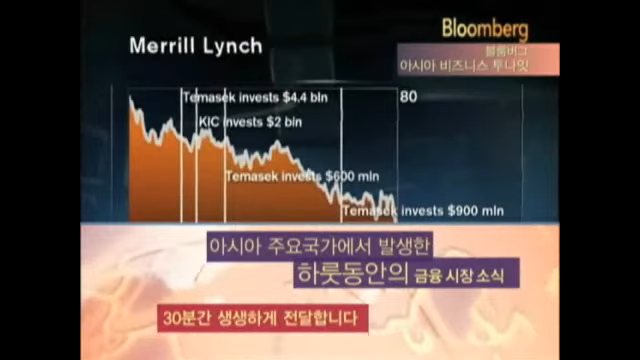 Bloomberg
Merrill Lynch
블룸버그
아시아 비즈니스 투나잇
Temasek invests $4.4 bln
80
KIC invests $2 bln
Temasek invests $600 mln
Temasek invests $900 mln
아시아 주요국가에서 발생한
하룻동안의 금융 시장 소식
30분간 생생하게 전달합니다